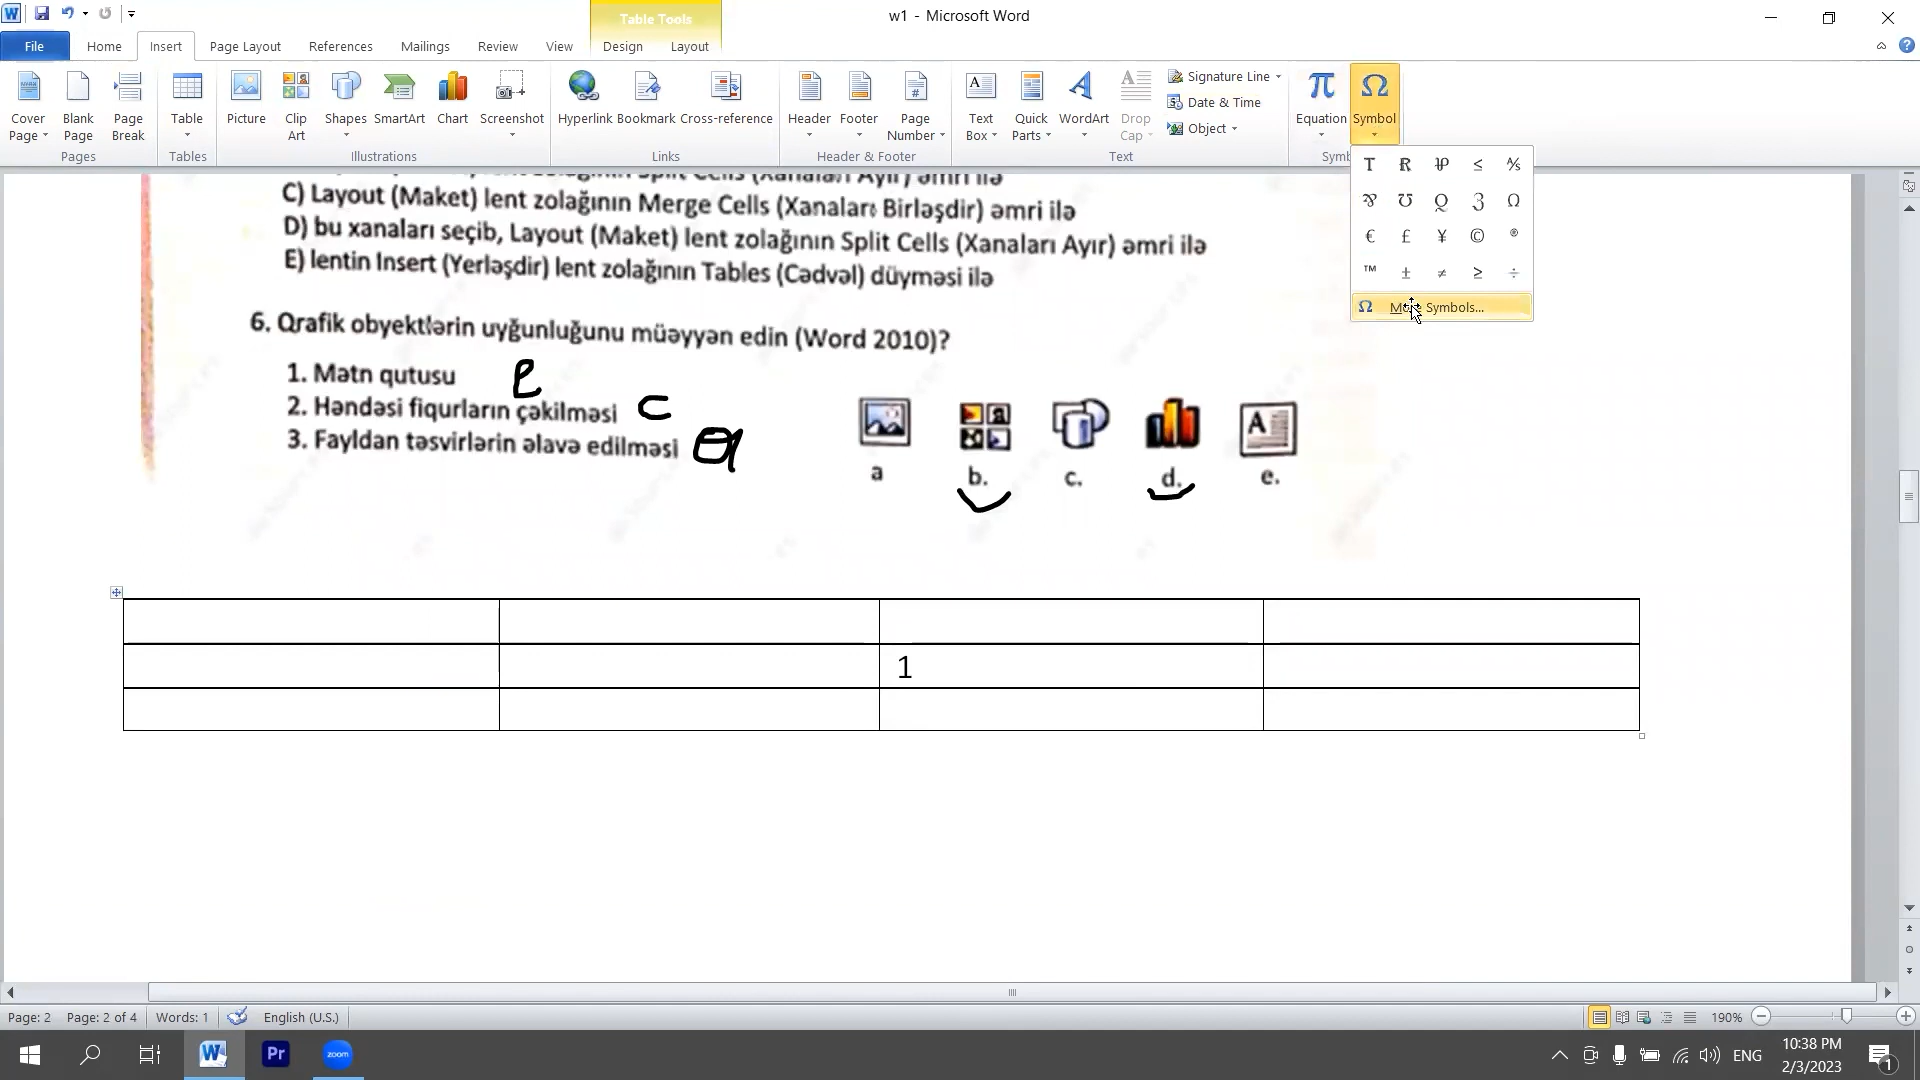 w1 - Microsoft Word
Table Tools
File Home Insert Page Layout References Mailings Review View Design Layout
Cover Page
Blank Page
Page Break
Table
Picture
Clip Art
Shapes
SmartArt
Chart
Screenshot
Hyperlink
Bookmark
Cross-reference
Header
Footer
Page Number
Text Box
Quick Parts
WordArt
Drop Cap
Signature Line
Date & Time
Object
Equation
Symbol
Pages Tables Illustrations Links Header & Footer Text
T ≤ ⅍
Ω
€ £ ¥ © ®
™ ± ≠ ≥ ÷
Symbols...
C) Layout (Maket) lent zolağının Merge Cells (Xanaları Birləşdir) əmri ilə
D) bu xanaları seçib, Layout (Maket) lent zolağının Split Cells (Xanaları Ayır) əmri ilə
E) lentin Insert (Yerləşdir) lent zolağının Tables (Cədvəl) düyməsi ilə
6. Qrafik obyektlərin uyğunluğunu müəyyən edin (Word 2010)?
1. Mətn qutusu e
2. Həndəsi fiqurların çəkilməsi c
3. Fayldan təsvirlərin əlavə edilməsi a
a b. c. d. e.
1
Page: 2 Page: 2 of 4 Words: 1 English (U.S.) 190%
W Pr zoom ENG
10:38 PM
2/3/2023
1